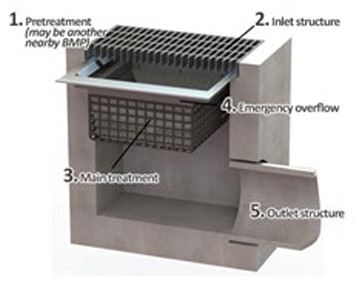 1. Pretreatment
(may be another
nearby BMP)
2. Inlet structure
4. Emergency overflow
3. Main treatment
5. Outlet structure